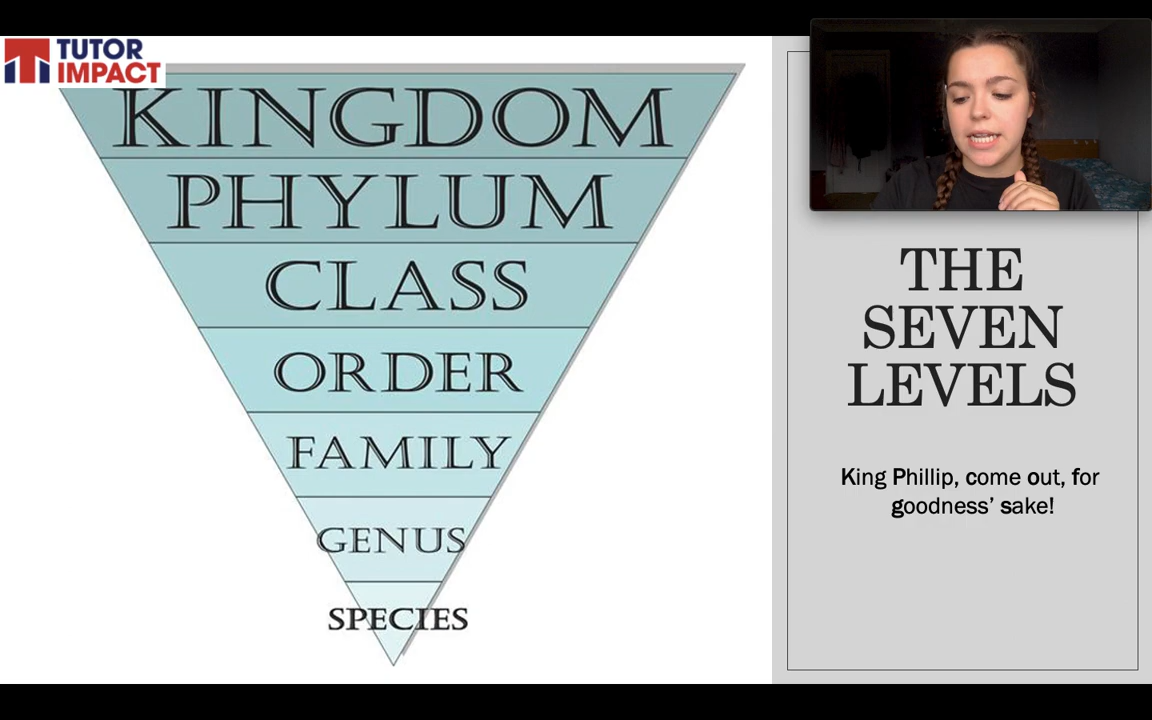 TUTOR
IMPACT
KINGDOM
PHYLUM
CLASS
ORDER
FAMILY
GENUS
SPECIES
THE
SEVEN
LEVELS
King Phillip, come out, for
goodness’ sake!